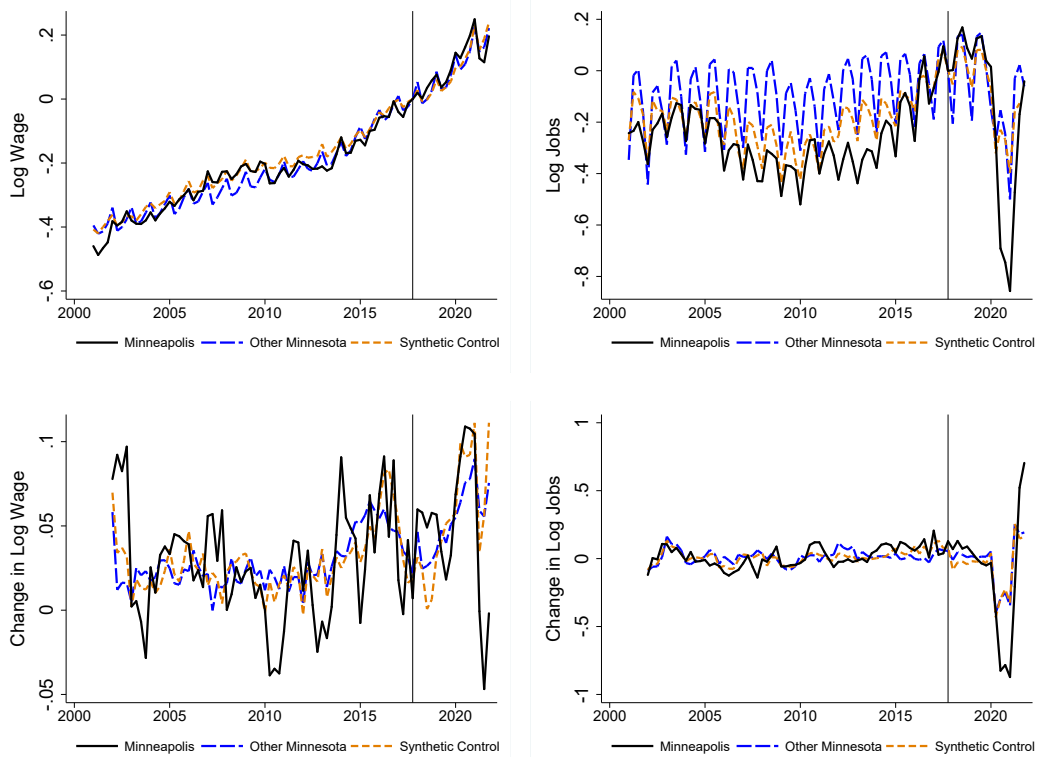 Log Wage
.2
0
-.2
-.4
-.6
2000 2005 2010 2015 2020
Minneapolis Other Minnesota Synthetic Control
Log Jobs
.2
0
-.2
-.4
-.6
-.8
2000 2005 2010 2015 2020
Minneapolis Other Minnesota Synthetic Control
Change in Log Wage
.1
.05
0
-.05
2000 2005 2010 2015 2020
Minneapolis Other Minnesota Synthetic Control
Change in Log Jobs
1
.5
0
-.5
-1
2000 2005 2010 2015 2020
Minneapolis Other Minnesota Synthetic Control